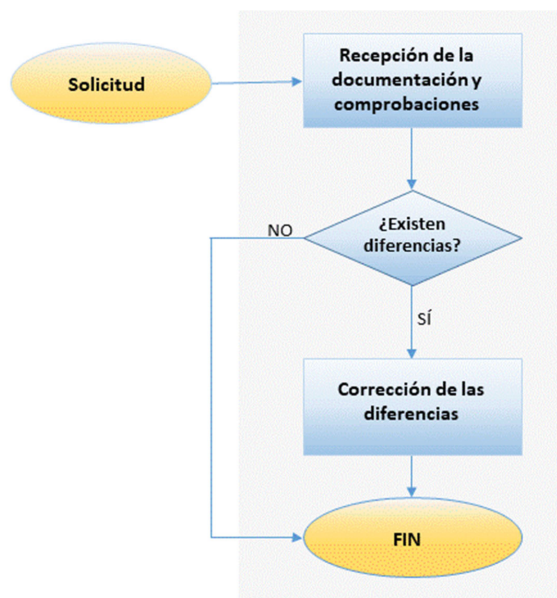 Solicitud
Recepción de la
documentación y
comprobaciones
¿Existen
diferencias?
NO
SÍ
Corrección de las
diferencias
FIN